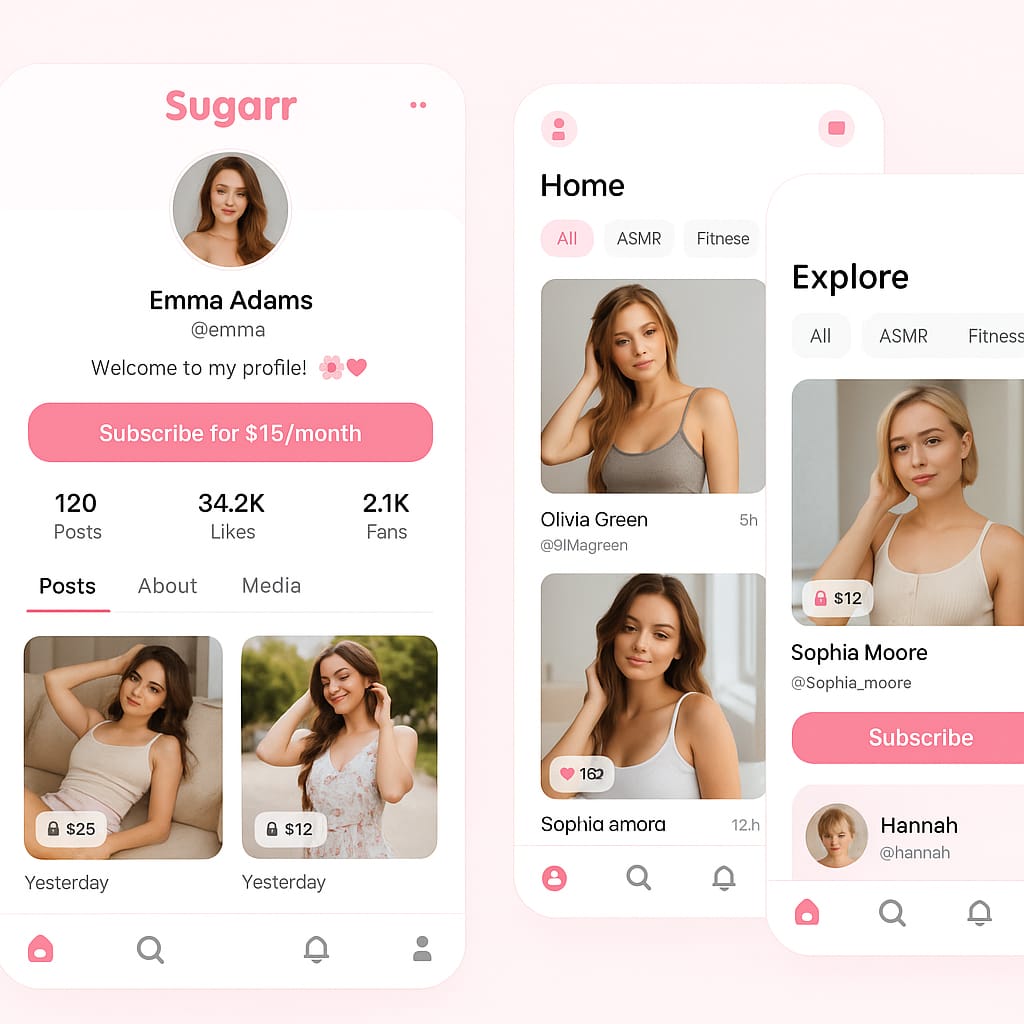 Sugarr
Emma Adams
@emma
Welcome to my profile!
Subscribe for $15/month
120 34.2K 2.1K
Posts Likes Fans
Posts About Media
$25 $12
Yesterday Yesterday
Home
All ASMR Fitnese
Olivia Green 5h
@9IMagreen
162
Sophia amora 12.h
Explore
All ASMR Fitness
$12
Sophia Moore
@Sophia_moore
Subscribe
Hannah
@hannah